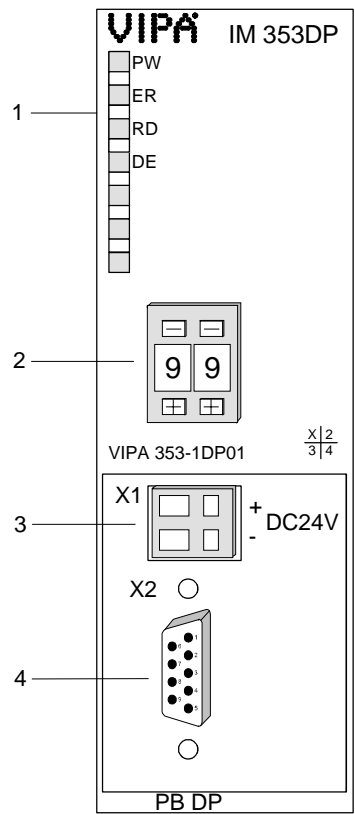 VIPA IM 353DP
PW
1
ER
RD
DE
2
9 9
VIPA 353-1DP01
X 2
3 4
X1
+
3
DC24V
-
X2
4
1
6
2
7
3
8
4
9
5
PB DP